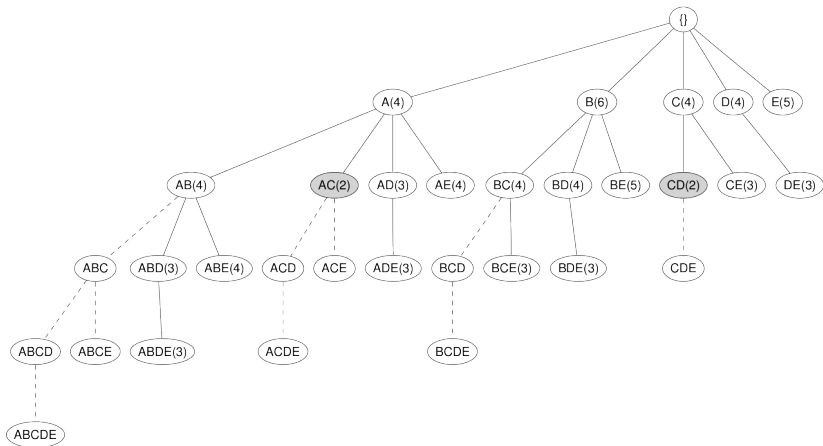 {}
A(4) B(6) C(4) D(4) E(5)
AB(4) AC(2) AD(3) AE(4) BC(4) BD(4) BE(5) CD(2) CE(3) DE(3)
ABC ABD(3) ABE(4) ACD ACE ADE(3) BCD BCE(3) BDE(3) CDE
ABCD ABCE ABDE(3) ACDE BCDE
ABCDE